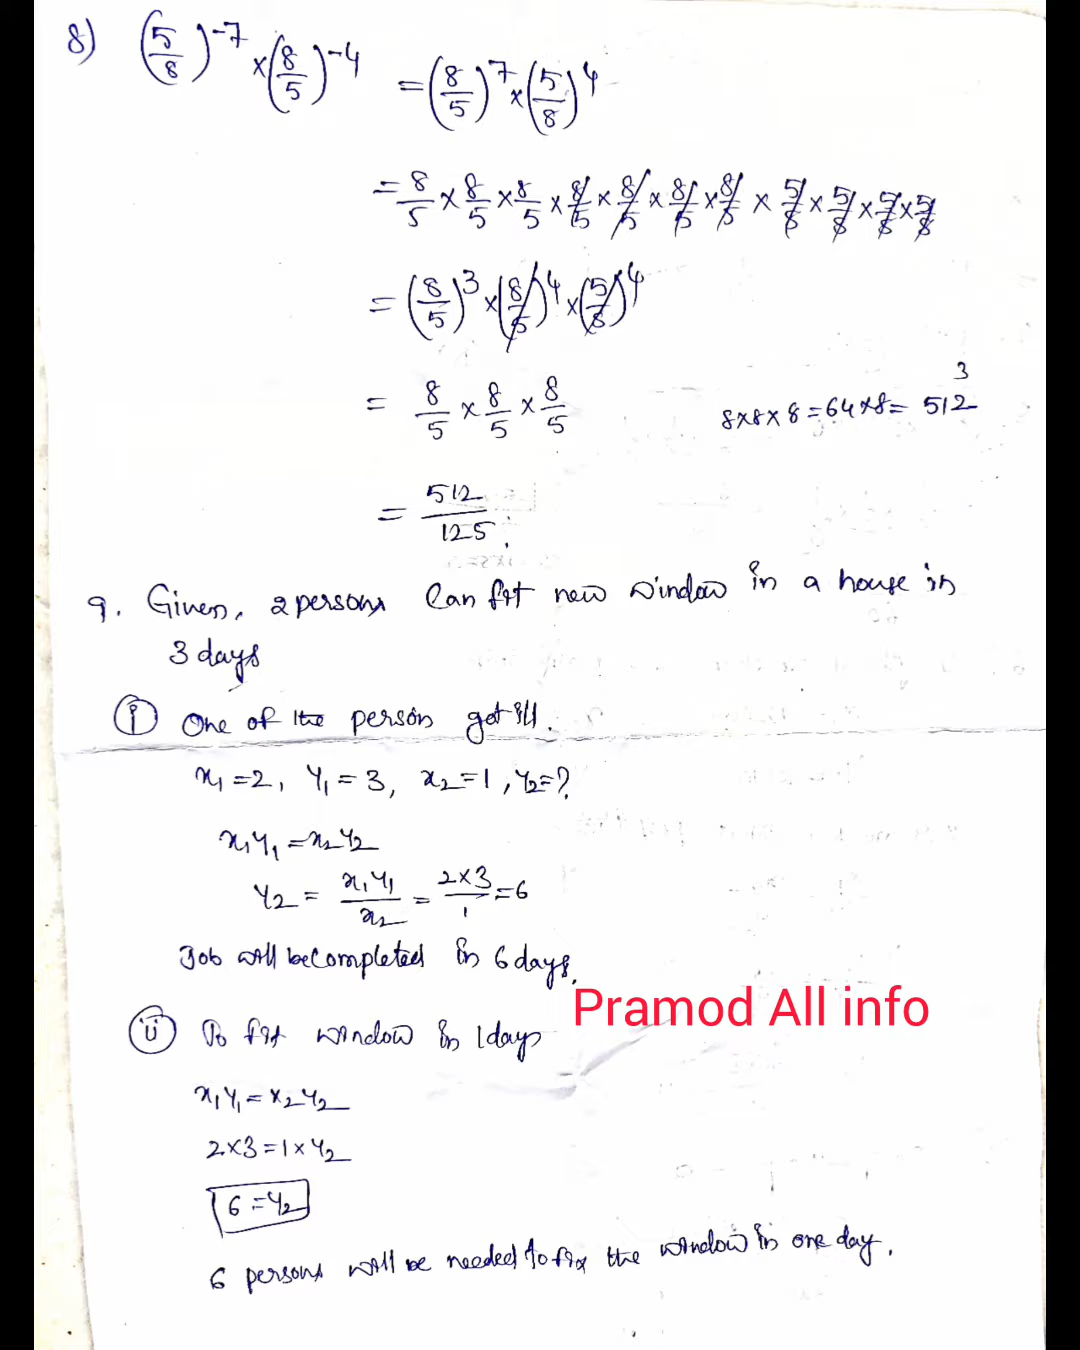 8) (5/8)^-7 × (8/5)^-4 = (8/5)^7 × (5/8)^4
= 8/5 × 8/5 × 8/5 × 8/5 × 8/5 × 8/5 × 8/5 × 5/8 × 5/8 × 5/8 × 5/8
= (8/5)^3 × (8/5)^4 × (5/8)^4
= 8/5 × 8/5 × 8/5
3
8×8×8=64×8=512
= 512/125.
9. Given, 2 persons Can fit new window in a house in
3 days
(i) One of the person got ill.
x₁=2, Y₁=3, x₂=1, Y₂=?
x₁Y₁=x₂Y₂
Y₂ = x₁Y₁/x₂ = 2×3/1 = 6
Job will be completed in 6 days.
Pramod All info
(ii) To fit window in 1 days
x₁Y₁=x₂Y₂
2×3=1×Y₂
6=Y₂
6 persons will be needed to fix the window in one day.